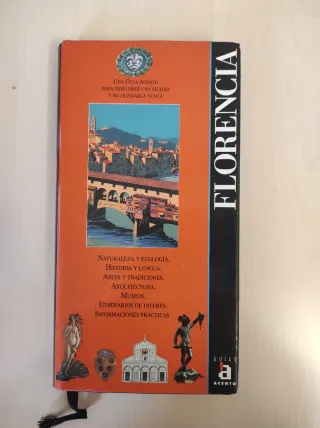 UNA GUÍA ACENTO
PARA DESCUBRIR UNA CIUDAD
Y NO OLVIDARLA NUNCA
FLORENCIA
NATURALEZA Y ECOLOGÍA.
HISTORIA Y LENGUA.
ARTES Y TRADICIONES.
ARQUITECTURA.
MUSEOS.
ITINERARIOS DE INTERÉS.
INFORMACIONES PRÁCTICAS.
GUÍAS
a
ACENTO